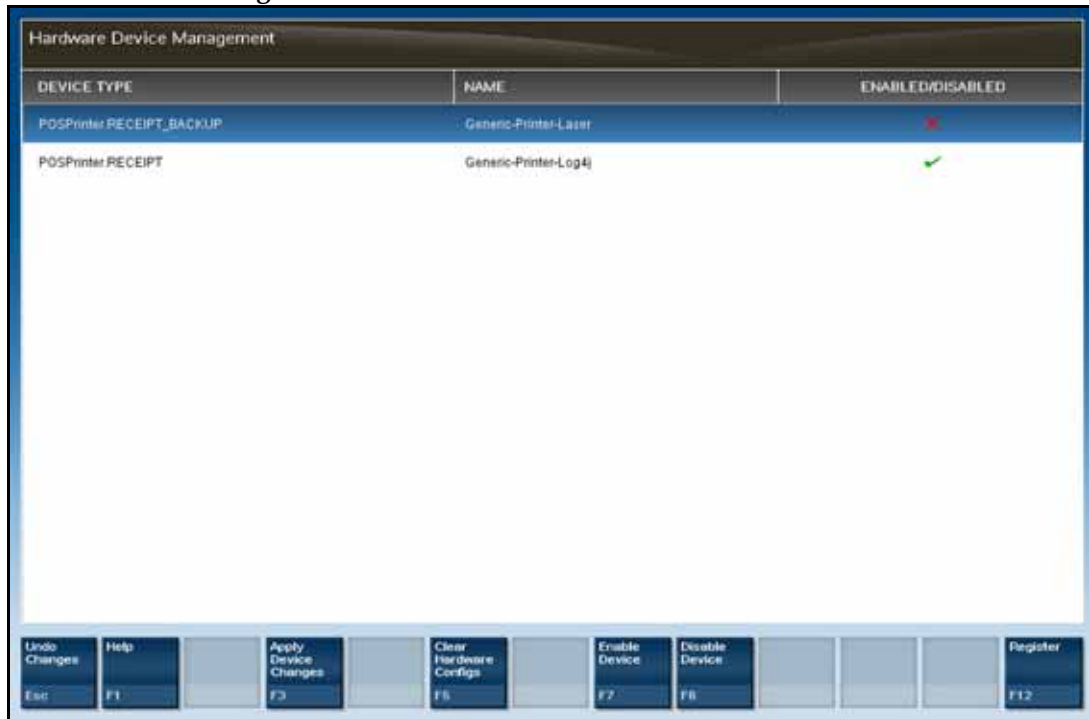 Hardware Device Management
DEVICE TYPE NAME ENABLED/DISABLED
POSPrinter.RECEIPT_BACKUP Generic-Printer-Laser
POSPrinter.RECEIPT Generic-Printer-Log4j
Undo Changes Esc
Help F1
Apply Device Changes F3
Clear Hardware Configs
Enable Device F7
Disable Device F8
Register F12